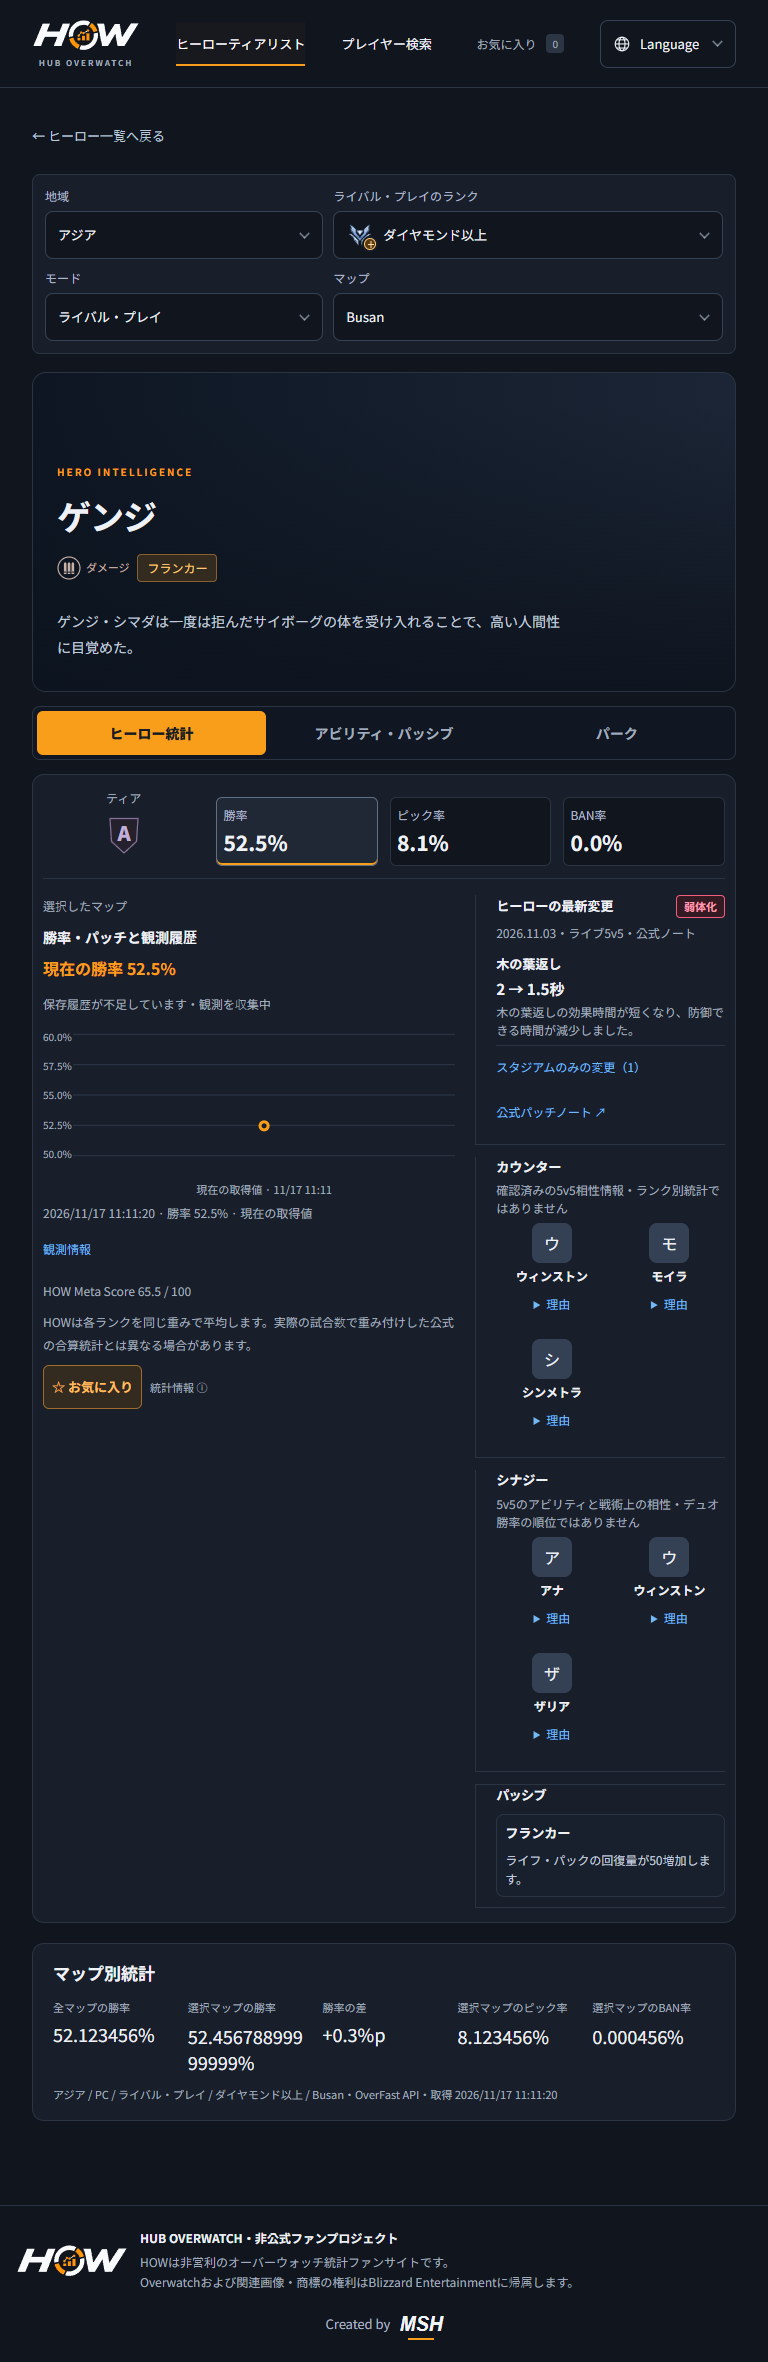 HOW
HUB OVERWATCH
ヒーローティアリスト
プレイヤー検索
お気に入り 0
Language
← ヒーロー一覧へ戻る
地域
ライバル・プレイのランク
アジア
ダイヤモンド以上
モード
マップ
ライバル・プレイ
Busan
HERO INTELLIGENCE
ゲンジ
ダメージ
フランカー
ゲンジ・シマダは一度は拒んだサイボーグの体を受け入れることで、高い人間性
に目覚めた。
ヒーロー統計
アビリティ・パッシブ
パーク
ティア
A
勝率
52.5%
ピック率
8.1%
BAN率
0.0%
選択したマップ
勝率・パッチと観測履歴
現在の勝率 52.5%
保存履歴が不足しています・観測を収集中
60.0%
57.5%
55.0%
52.5%
50.0%
現在の取得値 · 11/17 11:11
2026/11/17 11:11:20 · 勝率 52.5% · 現在の取得値
観測情報
HOW Meta Score 65.5 / 100
HOWは各ランクを同じ重みで平均します。実際の試合数で重み付けした公式
の合算統計とは異なる場合があります。
☆ お気に入り
統計情報 ⓘ
ヒーローの最新変更
弱体化
2026.11.03・ライブ5v5・公式ノート
木の葉返し
2 → 1.5秒
木の葉返しの効果時間が短くなり、防御で
きる時間が減少しました。
スタジアムのみの変更（1）
公式パッチノート ↗
カウンター
確認済みの5v5相性情報・ランク別統計で
はありません
ウ
ウィンストン
▶ 理由
モ
モイラ
▶ 理由
シ
シンメトラ
▶ 理由
シナジー
5v5のアビリティと戦術上の相性・デュオ
勝率の順位ではありません
ア
アナ
▶ 理由
ウ
ウィンストン
▶ 理由
ザ
ザリア
▶ 理由
パッシブ
フランカー
ライフ・パックの回復量が50増加しま
す。
マップ別統計
全マップの勝率
52.123456%
選択マップの勝率
52.456788999
99999%
勝率の差
+0.3%p
選択マップのピック率
8.123456%
選択マップのBAN率
0.000456%
アジア / PC / ライバル・プレイ / ダイヤモンド以上 / Busan・OverFast API・取得 2026/11/17 11:11:20
HOW
HUB OVERWATCH・非公式ファンプロジェクト
HOWは非営利のオーバーウォッチ統計ファンサイトです。
Overwatchおよび関連画像・商標の権利はBlizzard Entertainmentに帰属します。
Created by MSH